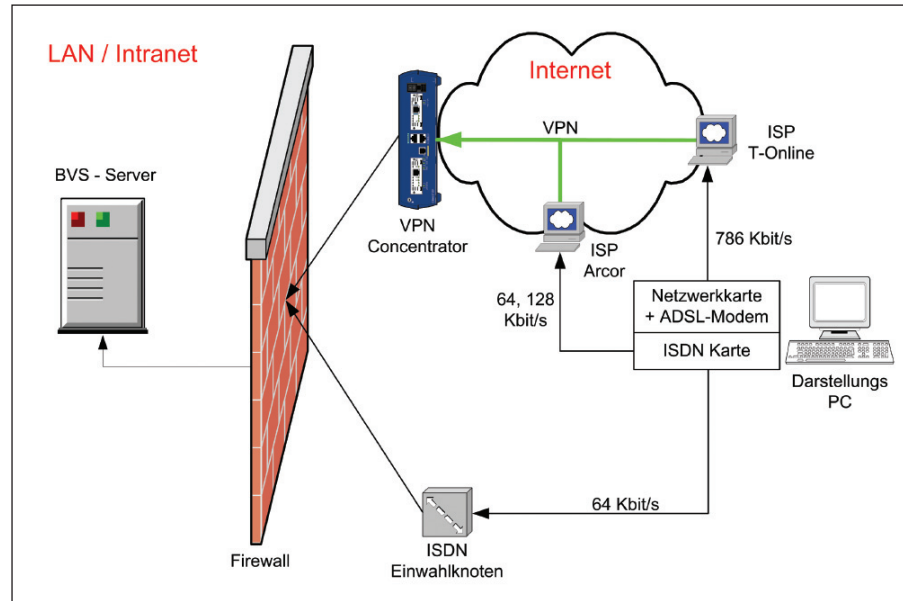 LAN / Intranet
Internet
BVS - Server
VPN
ISP
T-Online
VPN
Concentrator
ISP
Arcor
786 Kbit/s
64, 128
Kbit/s
Netzwerkkarte
+ ADSL-Modem
ISDN Karte
Darstellungs
PC
64 Kbit/s
Firewall
ISDN
Einwahlknoten